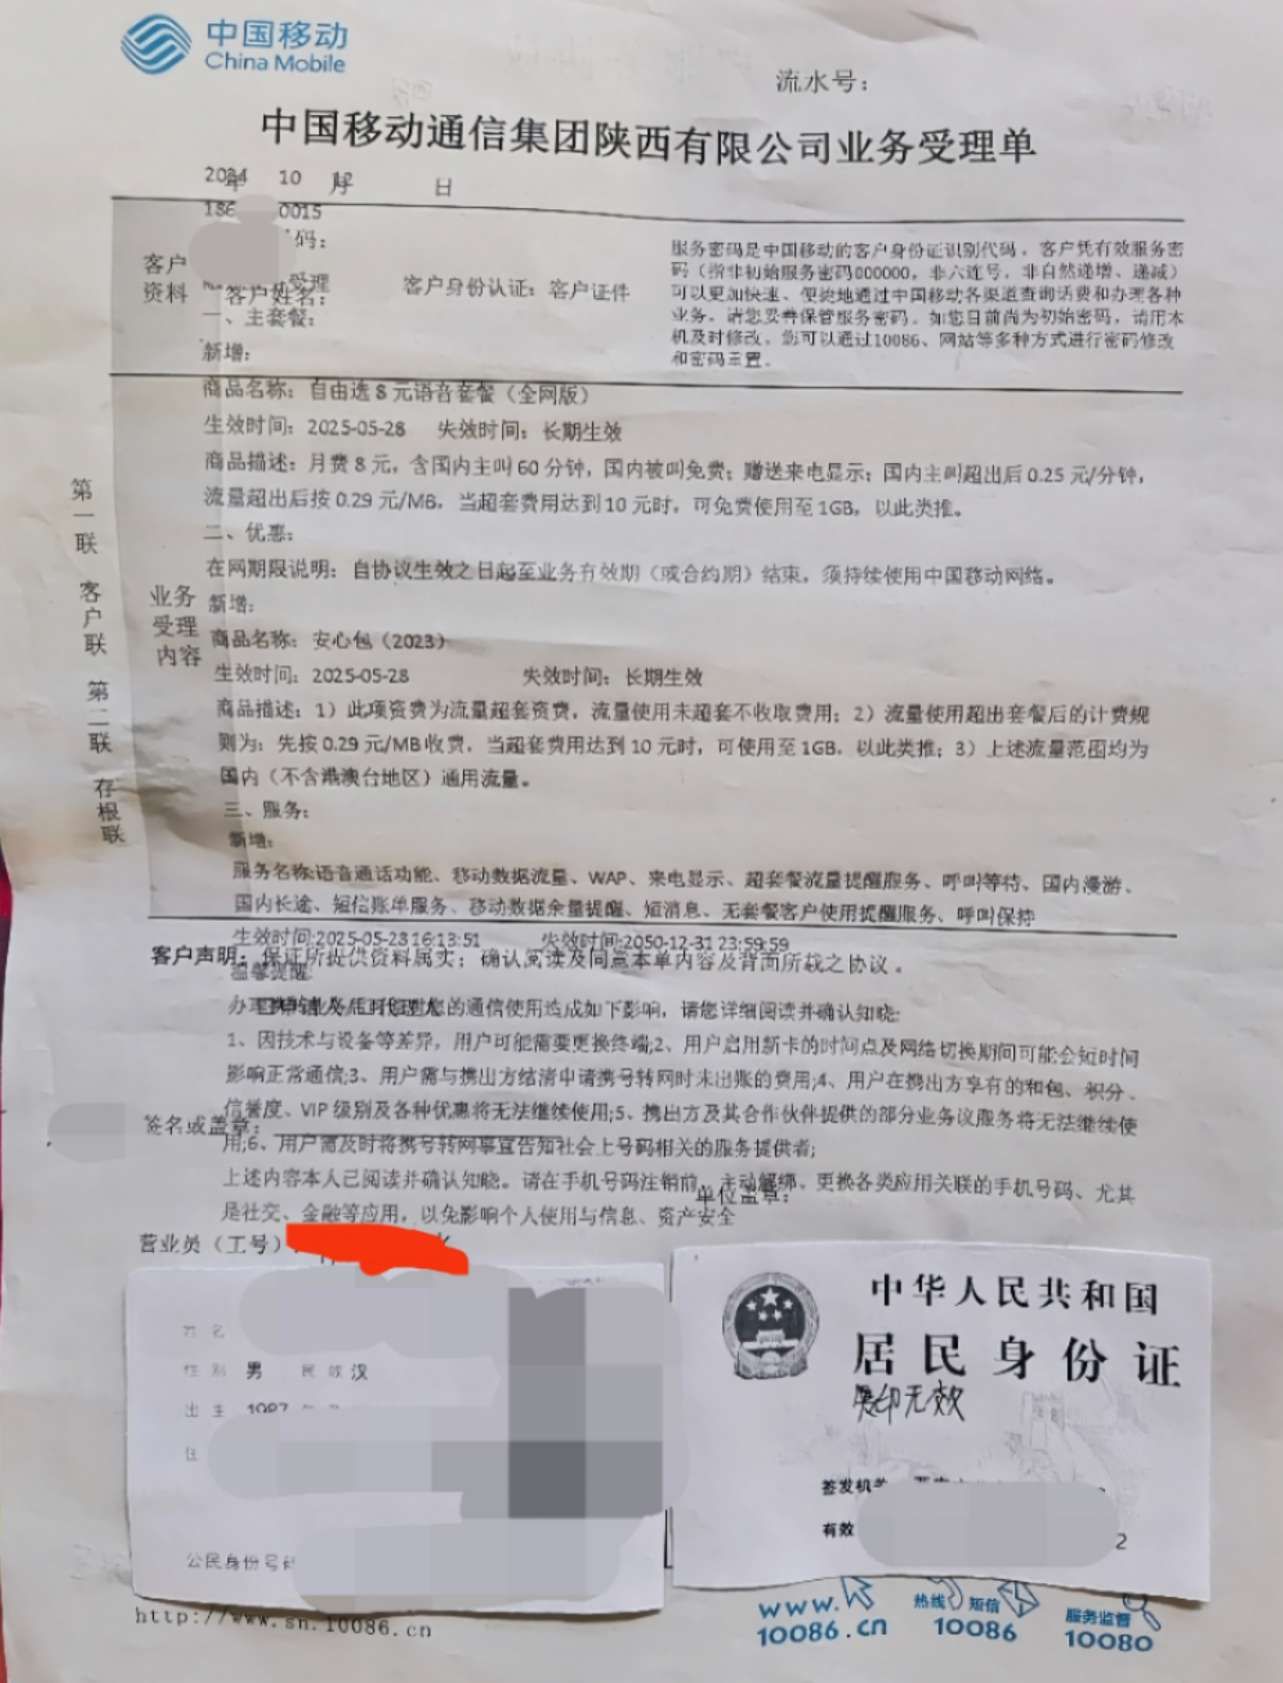 中国移动
China Mobile
流水号：
中国移动通信集团陕西有限公司业务受理单
年 10 日
186 0015
码：
客户
资料
受理
客户姓名：
客户身份认证：客户证件
服务密码是中国移动的客户身份证识别代码，客户凭有效服务密
码（指非初始服务密码000000，非六连号，非自然递增、递减）
可以更加快速、便捷地通过中国移动各渠道查询话费和办理各种
业务。请您妥善保管服务密码。如您目前尚为初始密码，请用本
机及时修改。您可以通过10086、网站等多种方式进行密码修改
和密码重置。
一、主套餐：
新增：
商品名称：自由选8元语音套餐（全网版）
生效时间：2025-05-28 失效时间：长期生效
商品描述：月费8元，含国内主叫60分钟，国内被叫免费；赠送来电显示；国内主叫超出后0.25元/分钟，
流量超出后按0.29元/MB，当超套费用达到10元时，可免费使用至1GB，以此类推。
二、优惠：
在网期限说明：自协议生效之日起至业务有效期（或合约期）结束，须持续使用中国移动网络。
新增：
商品名称：安心包（2023）
生效时间：2025-05-28 失效时间：长期生效
商品描述：1）此项资费为流量超套资费，流量使用未超套不收取费用；2）流量使用超出套餐后的计费规
则为：先按0.29元/MB收费，当超套费用达到10元时，可使用至1GB，以此类推；3）上述流量范围均为
国内（不含港澳台地区）通用流量。
三、服务：
新增：
服务名称:语音通话功能、移动数据流量、WAP、来电显示、超套餐流量提醒服务、呼叫等待、国内漫游、
国内长途、短信账单服务、移动数据余量提醒、短消息、无套餐客户使用提醒服务、呼叫保持
生效时间:2025-05-28 16:13:51 失效时间:2050-12-31 23:59:59
业务
受理
内容
第一联 客户联 第二联 存根联
客户声明：保证所提供资料属实；确认阅读及同意本单内容及背面所载之协议。
温馨提醒
您的通信使用造成如下影响，请您详细阅读并确认知晓:
1、因技术与设备等差异，用户可能需要更换终端;2、用户启用新卡的时间点及网络切换期间可能会短时间
影响正常通信;3、用户需与携出方结清申请携号转网时未出账的费用;4、用户在携出方享有的和包、积分、
信誉度、VIP级别及各种优惠将无法继续使用;5、携出方及其合作伙伴提供的部分业务议服务将无法继续使
签名或盖章：
用;6、用户需及时将携号转网事宜告知社会上号码相关的服务提供者;
上述内容本人已阅读并确认知晓。请在手机号码注销前，主动解绑、更换各类应用关联的手机号码、尤其
单位盖章：
是社交、金融等应用，以免影响个人使用与信息、资产安全
营业员（工号）
姓名
性别 男 民族 汉
出生 1987
住
公民身份号码
中华人民共和国
居民身份证
复印无效
签发机关
有效
2
http://www.sn.10086.cn
www.
10086.cn
热线 短信
10086
服务监督
10080